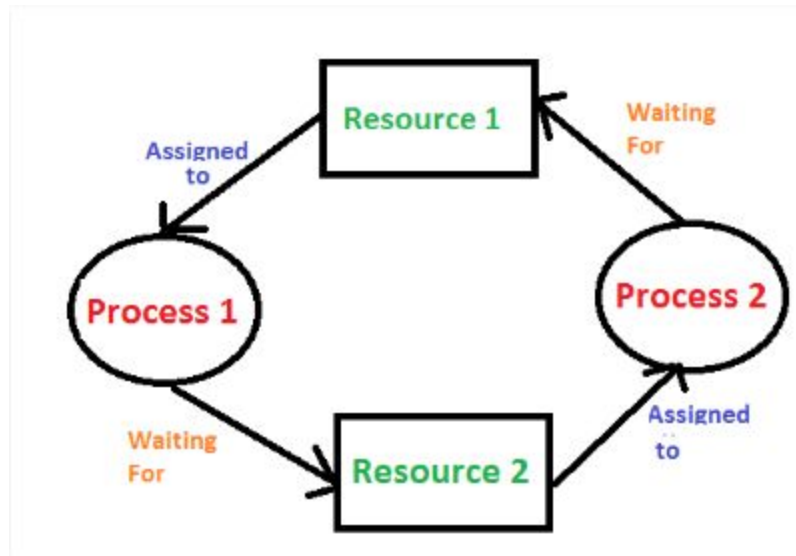 Resource 1
Waiting
For
Assigned
to
Process 1
Process 2
Assigned
to
Waiting
For
Resource 2